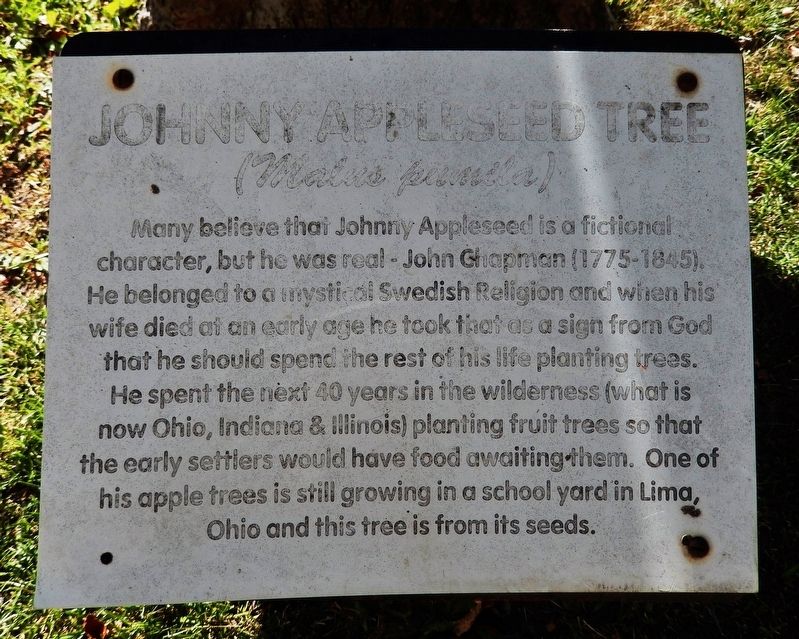 JOHNNY APPLESEED TREE
(Malus pumila)
Many believe that Johnny Appleseed is a fictional
character, but he was real - John Chapman (1775-1845).
He belonged to a mystical Swedish Religion and when his
wife died at an early age he took that as a sign from God
that he should spend the rest of his life planting trees.
He spent the next 40 years in the wilderness (what is
now Ohio, Indiana & Illinois) planting fruit trees so that
the early settlers would have food awaiting them. One of
his apple trees is still growing in a school yard in Lima,
Ohio and this tree is from its seeds.